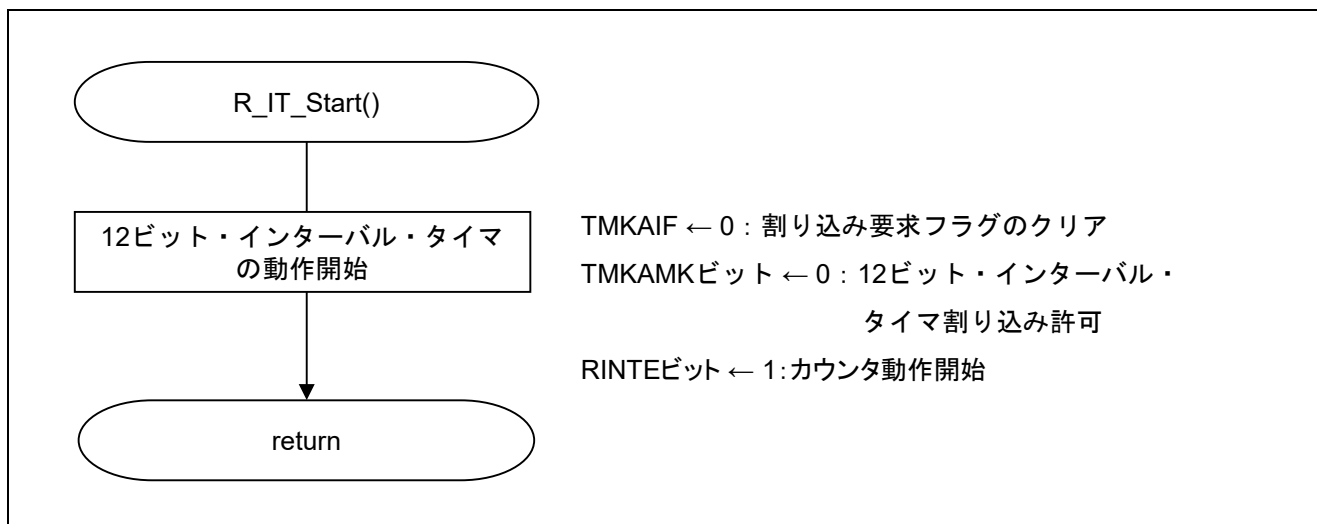 R_IT_Start()
12ビット・インターバル・タイマ
の動作開始
TMKAIF ← 0：割り込み要求フラグのクリア
TMKAMKビット ← 0：12ビット・インターバル・
タイマ割り込み許可
RINTEビット ← 1：カウンタ動作開始
return